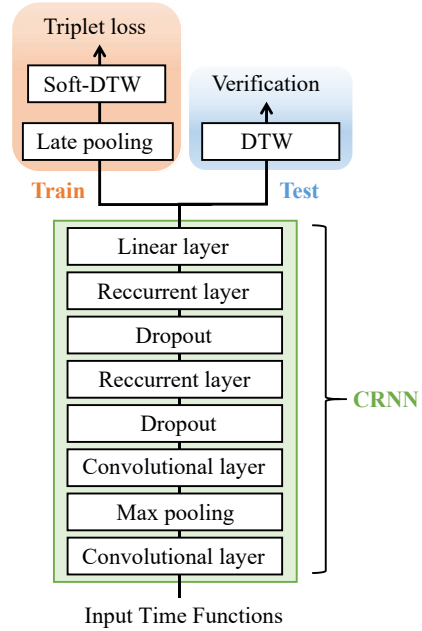 Triplet loss
Soft-DTW
Late pooling
Train
Verification
DTW
Test
Linear layer
Reccurrent layer
Dropout
Reccurrent layer
Dropout
Convolutional layer
Max pooling
Convolutional layer
CRNN
Input Time Functions